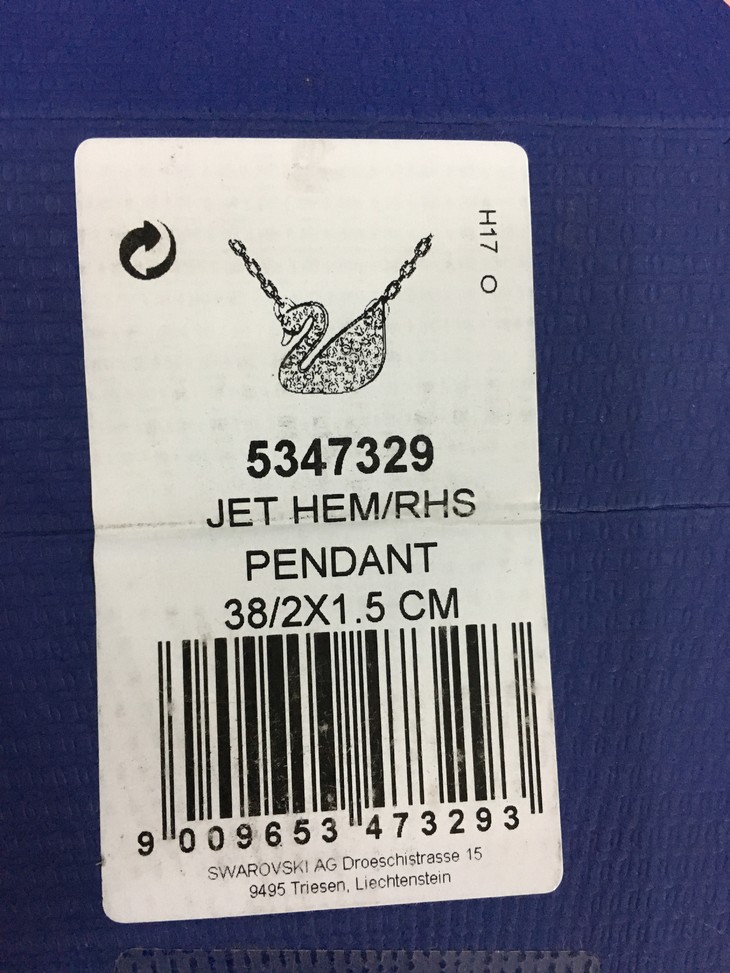 H17 O
5347329
JET HEM/RHS
PENDANT
38/2X1.5 CM
9 009653 473293
SWAROVSKI AG Droeschistrasse 15
9495 Triesen, Liechtenstein